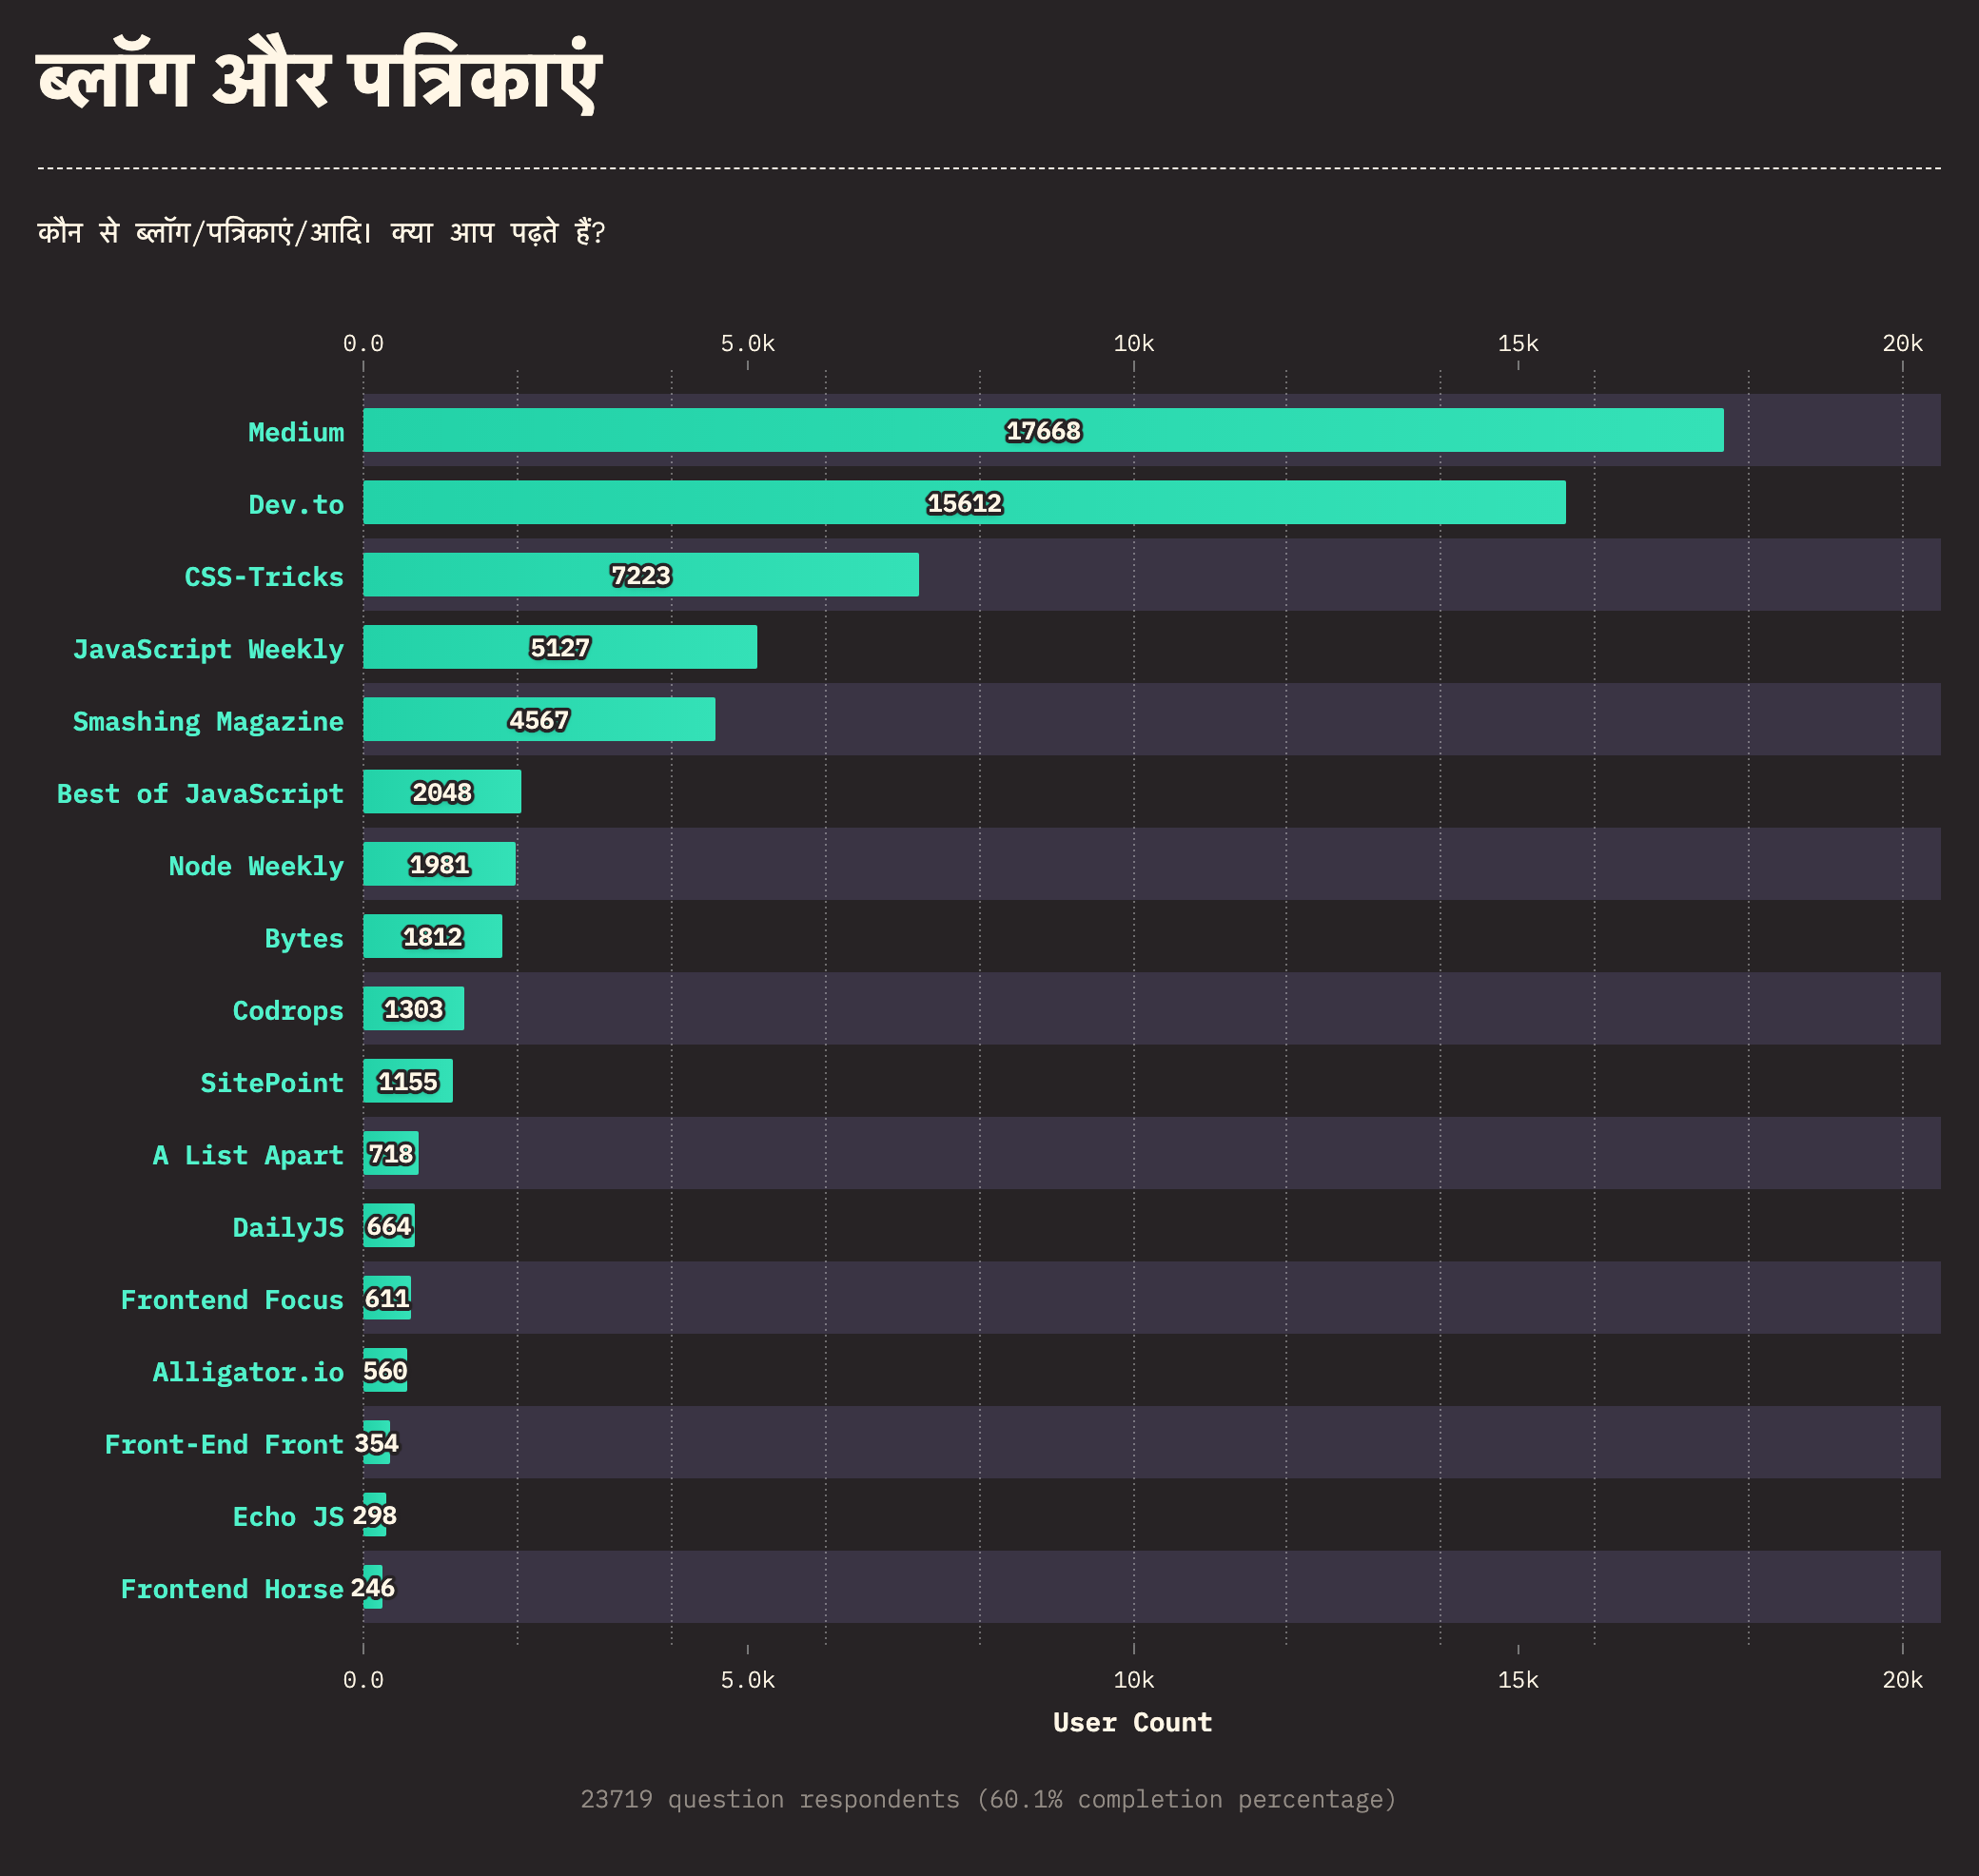 ब्लॉग और पत्रिकाएं
कौन से ब्लॉग/पत्रिकाएं/आदि। क्या आप पढ़ते हैं?
0.0 5.0k 10k 15k 20k
Medium 17668
Dev.to 15612
CSS-Tricks 7223
JavaScript Weekly 5127
Smashing Magazine 4567
Best of JavaScript 2048
Node Weekly 1981
Bytes 1812
Codrops 1303
SitePoint 1155
A List Apart 718
DailyJS 664
Frontend Focus 611
Alligator.io 560
Front-End Front 354
Echo JS 298
Frontend Horse 246
0.0 5.0k 10k 15k 20k
User Count
23719 question respondents (60.1% completion percentage)